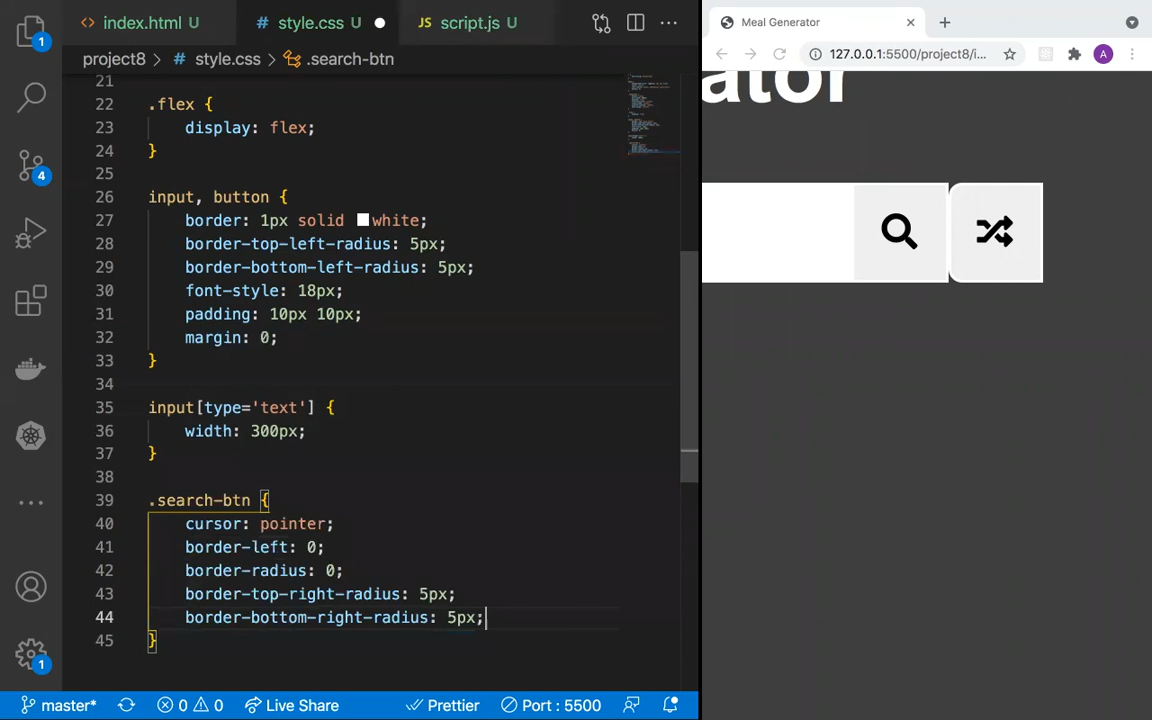 index.html U
# style.css U
JS script.js U
project8 > # style.css > .search-btn
21
22 .flex {
23 display: flex;
24 }
25
26 input, button {
27 border: 1px solid white;
28 border-top-left-radius: 5px;
29 border-bottom-left-radius: 5px;
30 font-style: 18px;
31 padding: 10px 10px;
32 margin: 0;
33 }
34
35 input[type='text'] {
36 width: 300px;
37 }
38
39 .search-btn {
40 cursor: pointer;
41 border-left: 0;
42 border-radius: 0;
43 border-top-right-radius: 5px;
44 border-bottom-right-radius: 5px;
45 }
1
4
1
master* 0 0 Live Share Prettier Port : 5500
Meal Generator
127.0.0.1:5500/project8/i... A
ator